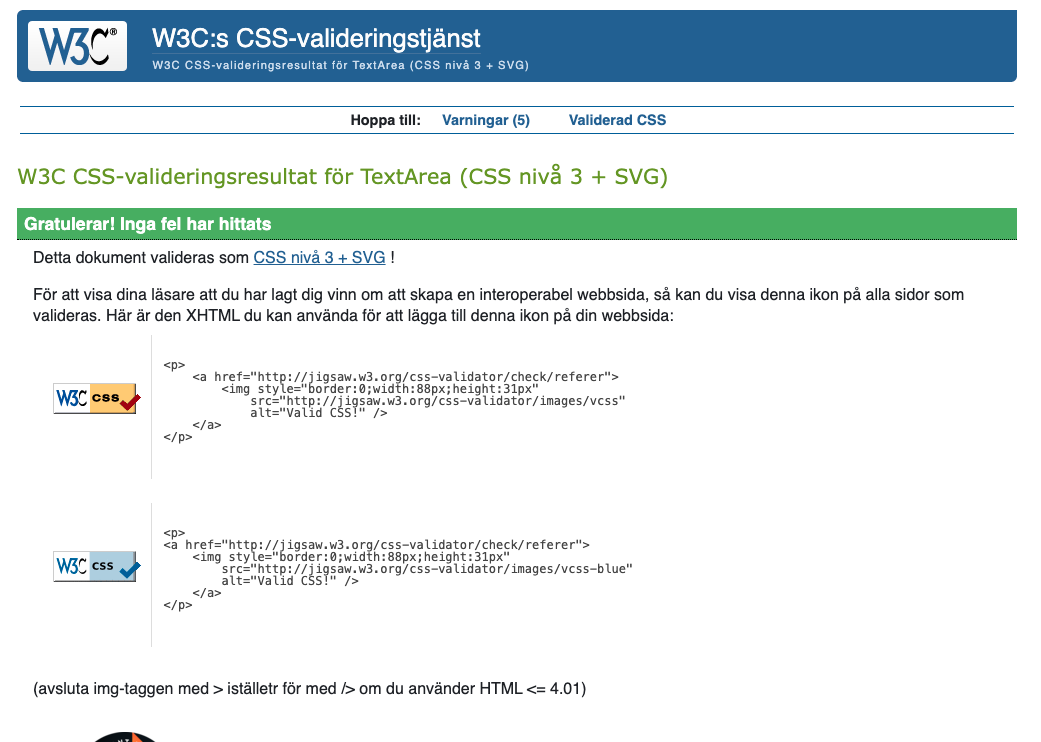 W3C®
W3C:s CSS-valideringstjänst
W3C CSS-valideringsresultat för TextArea (CSS nivå 3 + SVG)
Hoppa till: Varningar (5) Validerad CSS
W3C CSS-valideringsresultat för TextArea (CSS nivå 3 + SVG)
Gratulerar! Inga fel har hittats
Detta dokument valideras som CSS nivå 3 + SVG !
För att visa dina läsare att du har lagt dig vinn om att skapa en interoperabel webbsida, så kan du visa denna ikon på alla sidor som
valideras. Här är den XHTML du kan använda för att lägga till denna ikon på din webbsida:
W3C css
<p>
<a href="http://jigsaw.w3.org/css-validator/check/referer">
<img style="border:0;width:88px;height:31px"
src="http://jigsaw.w3.org/css-validator/images/vcss"
alt="Valid CSS!" />
</a>
</p>
W3C css
<p>
<a href="http://jigsaw.w3.org/css-validator/check/referer">
<img style="border:0;width:88px;height:31px"
src="http://jigsaw.w3.org/css-validator/images/vcss-blue"
alt="Valid CSS!" />
</a>
</p>
(avsluta img-taggen med > iställetr för med /> om du använder HTML <= 4.01)